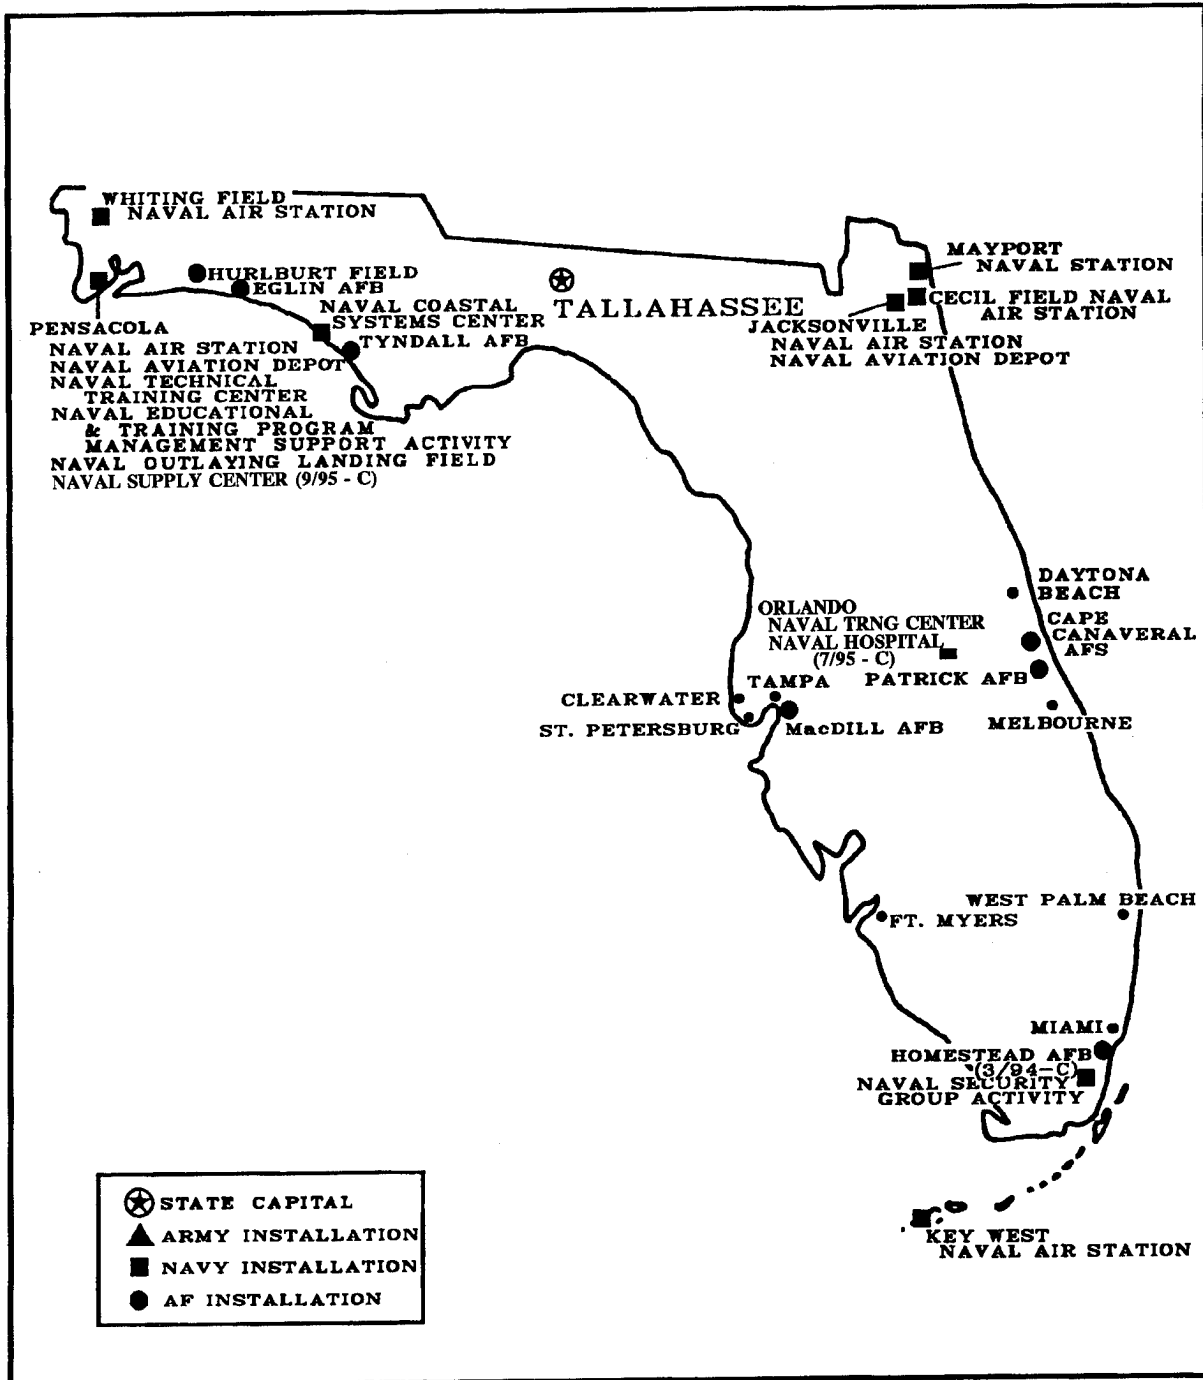 WHITING FIELD
NAVAL AIR STATION
HURLBURT FIELD
EGLIN AFB
NAVAL COASTAL
SYSTEMS CENTER
TYNDALL AFB
PENSACOLA
NAVAL AIR STATION
NAVAL AVIATION DEPOT
NAVAL TECHNICAL
TRAINING CENTER
NAVAL EDUCATIONAL
& TRAINING PROGRAM
MANAGEMENT SUPPORT ACTIVITY
NAVAL OUTLAYING LANDING FIELD
NAVAL SUPPLY CENTER (9/95 - C)
TALLAHASSEE
MAYPORT
NAVAL STATION
CECIL FIELD NAVAL
AIR STATION
JACKSONVILLE
NAVAL AIR STATION
NAVAL AVIATION DEPOT
DAYTONA
BEACH
CAPE
CANAVERAL
AFS
ORLANDO
NAVAL TRNG CENTER
NAVAL HOSPITAL
(7/95 - C)
PATRICK AFB
MELBOURNE
CLEARWATER
TAMPA
ST. PETERSBURG
MacDILL AFB
WEST PALM BEACH
FT. MYERS
MIAMI
HOMESTEAD AFB
(3/94-C)
NAVAL SECURITY
GROUP ACTIVITY
KEY WEST
NAVAL AIR STATION
STATE CAPITAL
ARMY INSTALLATION
NAVY INSTALLATION
AF INSTALLATION